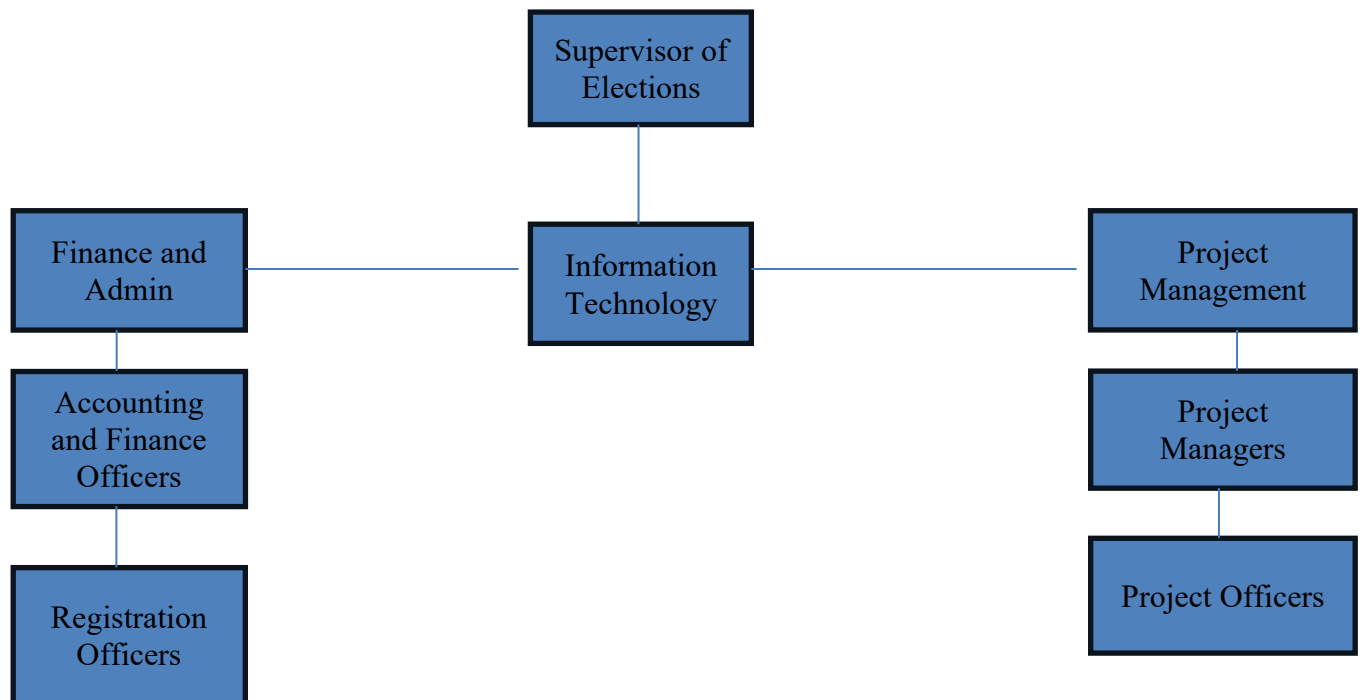 Supervisor of
Elections
Finance and
Admin
Information
Technology
Project
Management
Accounting
and Finance
Officers
Project
Managers
Registration
Officers
Project Officers